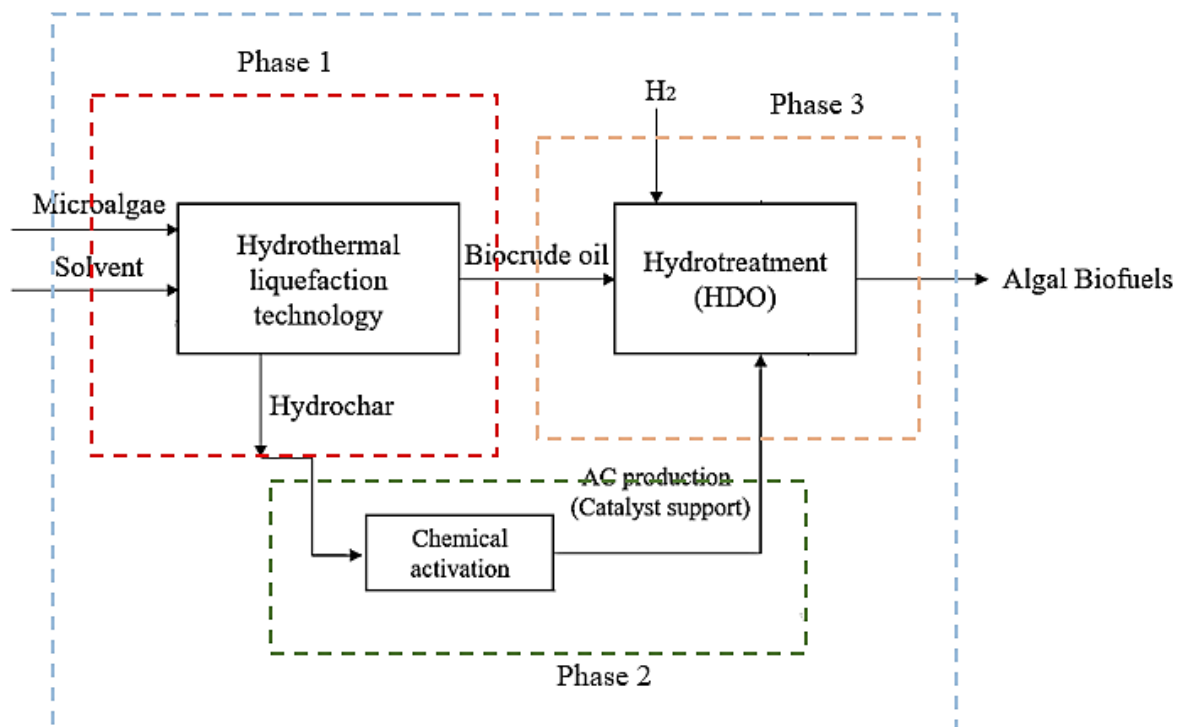 Phase 1
H2
Phase 3
Microalgae
Solvent
Hydrothermal
liquefaction
technology
Biocrude oil
Hydrotreatment
(HDO)
Algal Biofuels
Hydrochar
AC production
(Catalyst support)
Chemical
activation
Phase 2